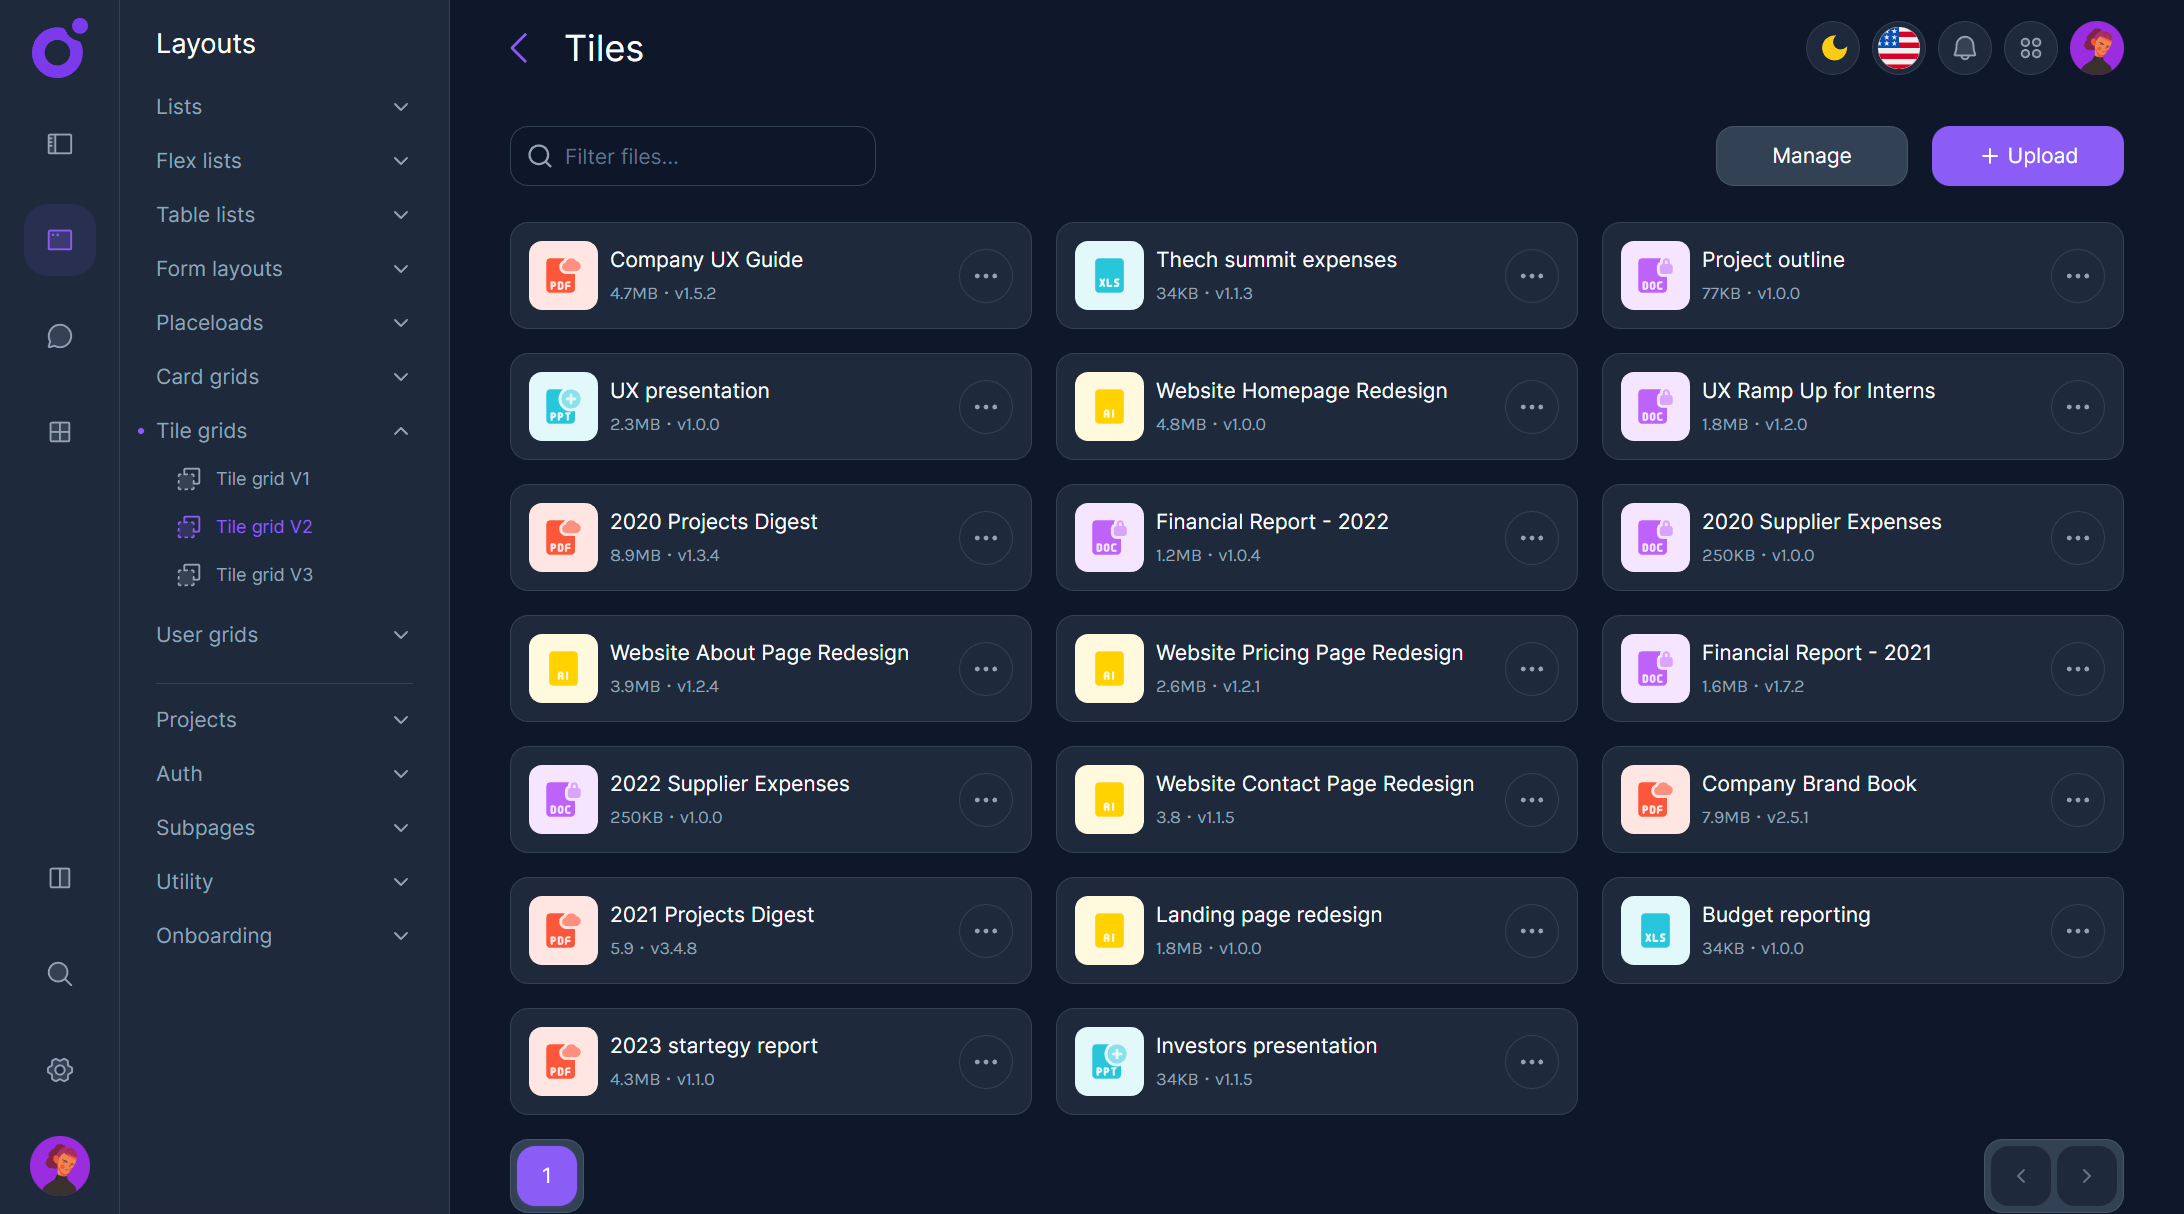 Layouts
Lists
Flex lists
Table lists
Form layouts
Placeloads
Card grids
Tile grids
Tile grid V1
Tile grid V2
Tile grid V3
User grids
Projects
Auth
Subpages
Utility
Onboarding
Tiles
Filter files...
Manage
+ Upload
PDF
Company UX Guide
4.7MB • v1.5.2
XLS
Thech summit expenses
34KB • v1.1.3
DOC
Project outline
77KB • v1.0.0
PPT
UX presentation
2.3MB • v1.0.0
AI
Website Homepage Redesign
4.8MB • v1.0.0
DOC
UX Ramp Up for Interns
1.8MB • v1.2.0
PDF
2020 Projects Digest
8.9MB • v1.3.4
DOC
Financial Report - 2022
1.2MB • v1.0.4
DOC
2020 Supplier Expenses
250KB • v1.0.0
AI
Website About Page Redesign
3.9MB • v1.2.4
AI
Website Pricing Page Redesign
2.6MB • v1.2.1
DOC
Financial Report - 2021
1.6MB • v1.7.2
DOC
2022 Supplier Expenses
250KB • v1.0.0
AI
Website Contact Page Redesign
3.8 • v1.1.5
PDF
Company Brand Book
7.9MB • v2.5.1
PDF
2021 Projects Digest
5.9 • v3.4.8
AI
Landing page redesign
1.8MB • v1.0.0
XLS
Budget reporting
34KB • v1.0.0
PDF
2023 startegy report
4.3MB • v1.1.0
PPT
Investors presentation
34KB • v1.1.5
1